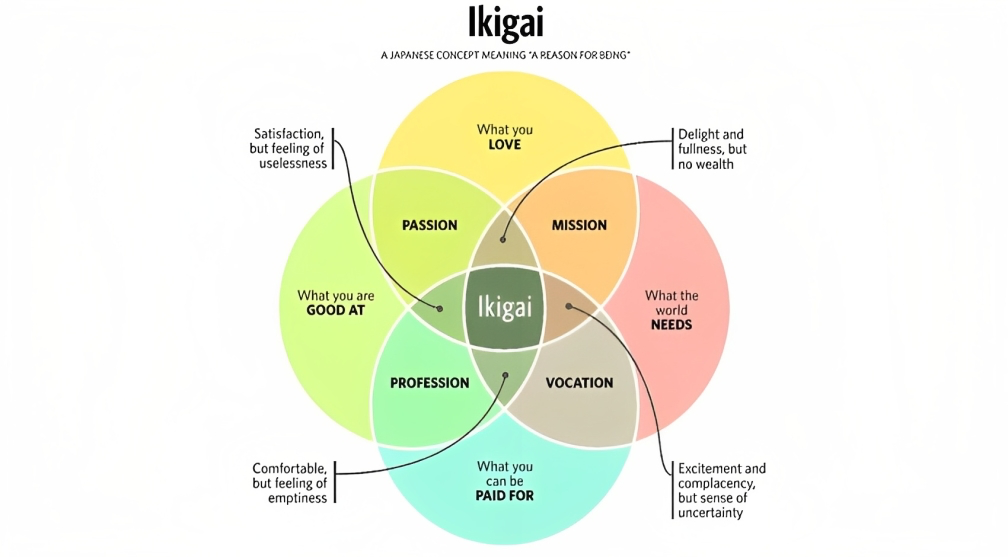 Ikigai
A JAPANESE CONCEPT MEANING "A REASON FOR BEING"
Satisfaction,
but feeling of
uselessness
What you
LOVE
Delight and
fullness, but
no wealth
PASSION
MISSION
What you are
GOOD AT
Ikigai
What the
world
NEEDS
PROFESSION
VOCATION
Comfortable,
but feeling of
emptiness
What you
can be
PAID FOR
Excitement and
complacency,
but sense of
uncertainty